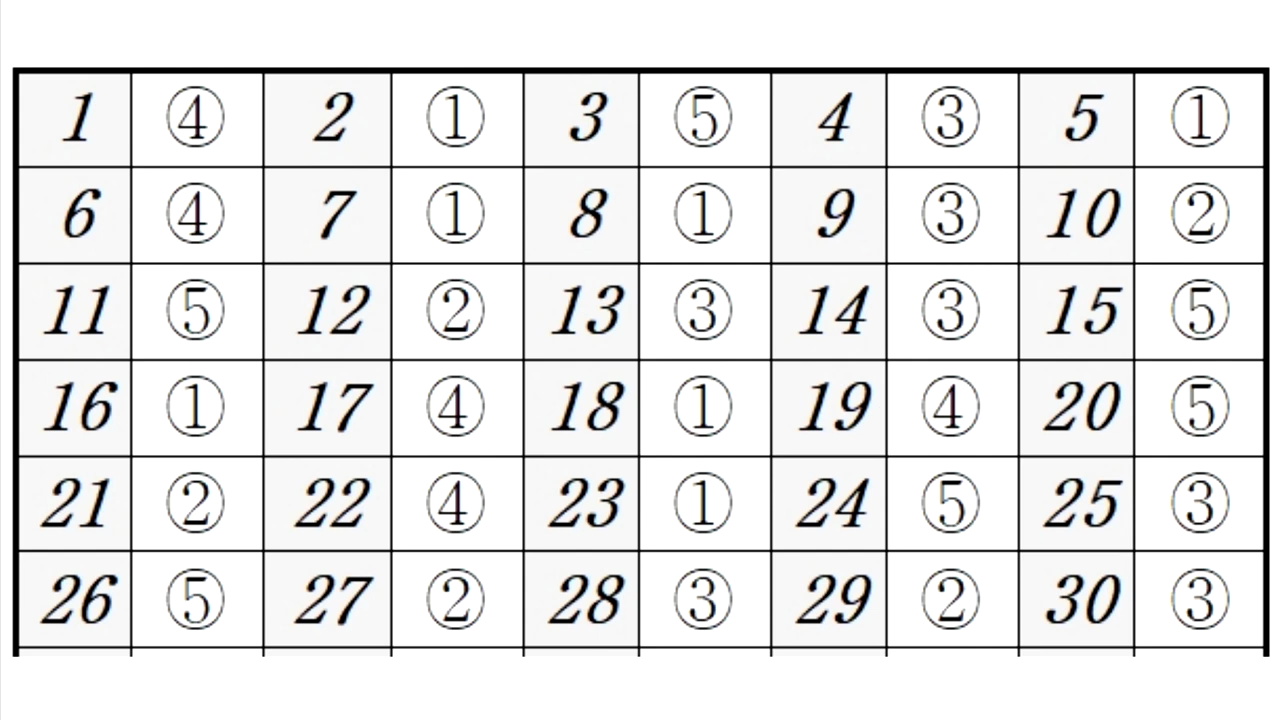 1 ④ 2 ① 3 ⑤ 4 ③ 5 ①
6 ④ 7 ① 8 ① 9 ③ 10 ②
11 ⑤ 12 ② 13 ③ 14 ③ 15 ⑤
16 ① 17 ④ 18 ① 19 ④ 20 ⑤
21 ② 22 ④ 23 ① 24 ⑤ 25 ③
26 ⑤ 27 ② 28 ③ 29 ② 30 ③